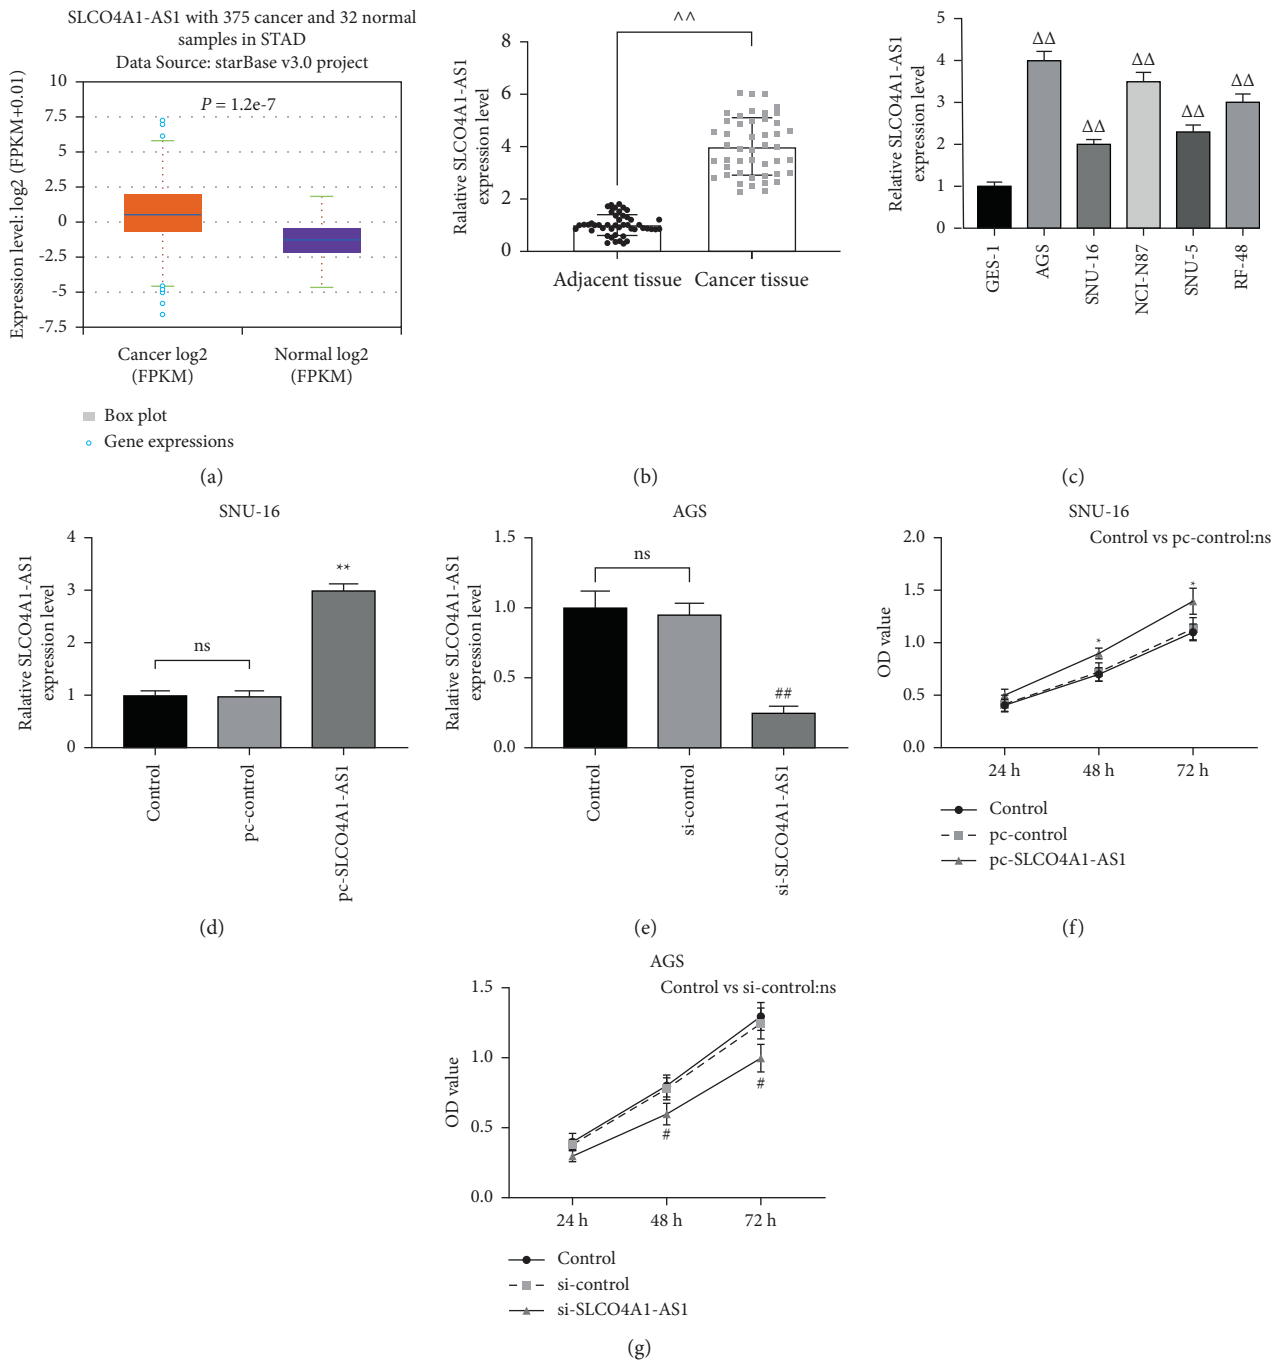 SLCO4A1-AS1 with 375 cancer and 32 normal
samples in STAD
Data Source: starBase v3.0 project
Expression level: log2 (FPKM+0.01)
10
7.5
5
2.5
0
-2.5
-5
-7.5
P = 1.2e-7
Cancer log2
(FPKM)
Normal log2
(FPKM)
Box plot
Gene expressions
(a)
Ralative SLCO4A1-AS1
expression level
8
6
4
2
0
^^
Adjacent tissue
Cancer tissue
(b)
Relative SLCO4A1-AS1
expression level
5
4
3
2
1
0
ΔΔ
ΔΔ
ΔΔ
ΔΔ
ΔΔ
GES-1
AGS
SNU-16
NCI-N87
SNU-5
RF-48
(c)
SNU-16
Ralative SLCO4A1-AS1
expression level
4
3
2
1
0
ns
**
Control
pc-control
pc-SLCO4A1-AS1
(d)
AGS
Ralative SLCO4A1-AS1
expression level
1.5
1.0
0.5
0.0
ns
##
Control
si-control
si-SLCO4A1-AS1
(e)
SNU-16
Control vs pc-control:ns
OD value
2.0
1.5
1.0
0.5
0.0
*
*
24 h
48 h
72 h
Control
pc-control
pc-SLCO4A1-AS1
(f)
AGS
Control vs si-control:ns
OD value
1.5
1.0
0.5
0.0
#
#
24 h
48 h
72 h
Control
si-control
si-SLCO4A1-AS1
(g)